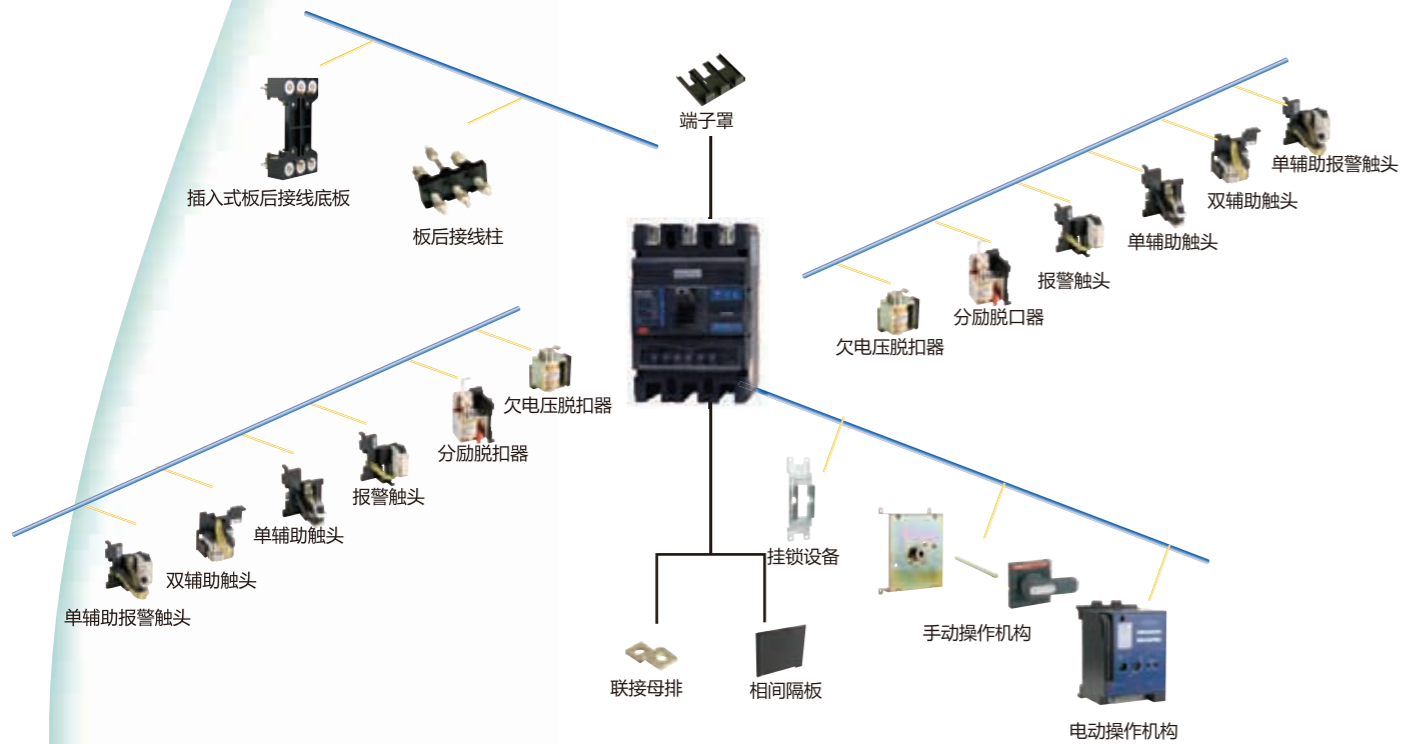 端子罩
插入式板后接线底板
板后接线柱
单辅助报警触头
双辅助触头
单辅助触头
报警触头
分励脱口器
欠电压脱扣器
欠电压脱扣器
分励脱扣器
报警触头
单辅助触头
双辅助触头
单辅助报警触头
挂锁设备
手动操作机构
电动操作机构
联接母排
相间隔板